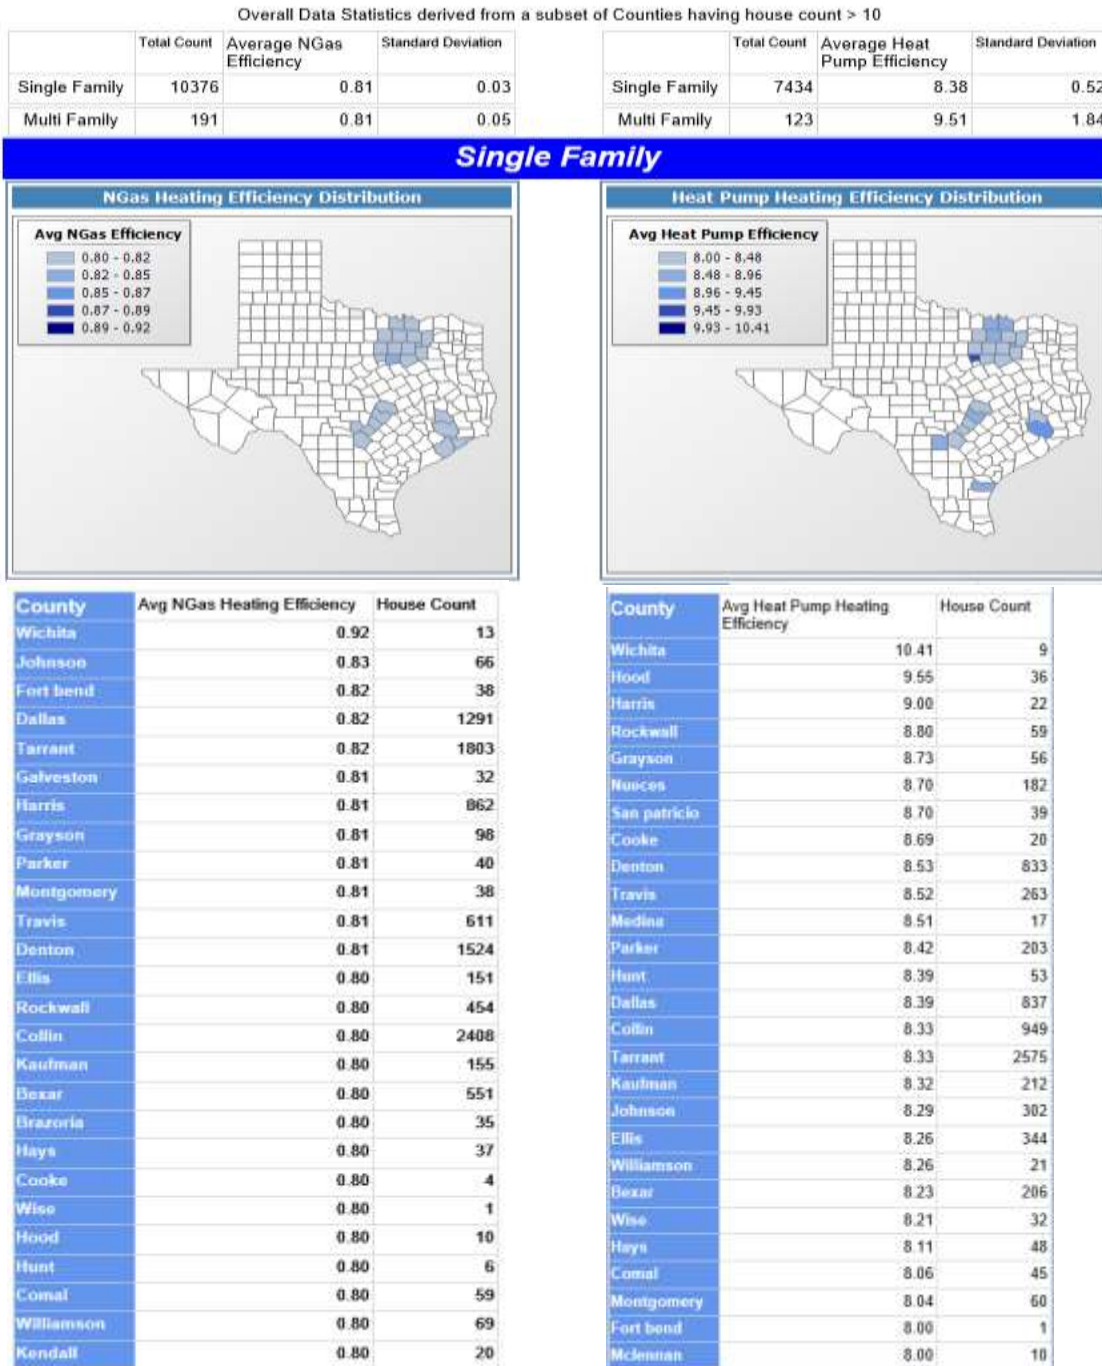 Overall Data Statistics derived from a subset of Counties having house count > 10
Total Count Average NGas Efficiency Standard Deviation
Single Family 10376 0.81 0.03
Multi Family 191 0.81 0.05
Total Count Average Heat Pump Efficiency Standard Deviation
Single Family 7434 8.38 0.52
Multi Family 123 9.51 1.84
Single Family
NGas Heating Efficiency Distribution
Avg NGas Efficiency
0.80 - 0.82
0.82 - 0.85
0.85 - 0.87
0.87 - 0.89
0.89 - 0.92
Heat Pump Heating Efficiency Distribution
Avg Heat Pump Efficiency
8.00 - 8.48
8.48 - 8.96
8.96 - 9.45
9.45 - 9.93
9.93 - 10.41
County Avg NGas Heating Efficiency House Count
Wichita 0.92 13
Johnson 0.83 66
Fort bend 0.82 38
Dallas 0.82 1291
Tarrant 0.82 1803
Galveston 0.81 32
Harris 0.81 862
Grayson 0.81 98
Parker 0.81 40
Montgomery 0.81 38
Travis 0.81 611
Denton 0.81 1524
Ellis 0.80 151
Rockwall 0.80 454
Collin 0.80 2408
Kaufman 0.80 155
Bexar 0.80 551
Brazoria 0.80 35
Hays 0.80 37
Cooke 0.80 4
Wise 0.80 1
Hood 0.80 10
Hunt 0.80 6
Comal 0.80 59
Williamson 0.80 69
Kendall 0.80 20
County Avg Heat Pump Heating Efficiency House Count
Wichita 10.41 9
Hood 9.55 36
Harris 9.00 22
Rockwall 8.80 59
Grayson 8.73 56
Nueces 8.70 182
San patricio 8.70 39
Cooke 8.69 20
Denton 8.53 833
Travis 8.52 263
Medina 8.51 17
Parker 8.42 203
Hunt 8.39 53
Dallas 8.39 837
Collin 8.33 949
Tarrant 8.33 2575
Kaufman 8.32 212
Johnson 8.29 302
Ellis 8.26 344
Williamson 8.26 21
Bexar 8.23 206
Wise 8.21 32
Hays 8.11 48
Comal 8.06 45
Montgomery 8.04 60
Fort bend 8.00 1
Mclennan 8.00 10